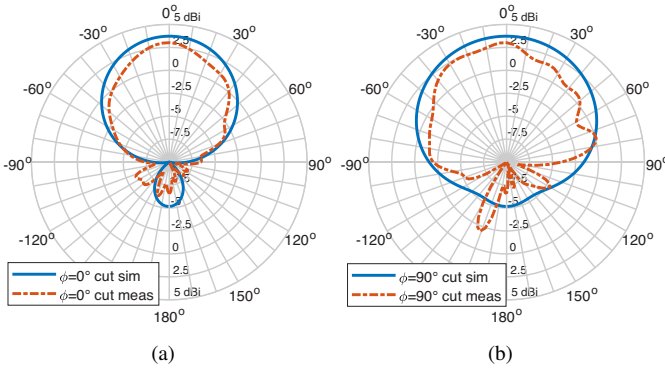 0° 5 dBi
-30° 30°
2.5
0
-60° 60°
-2.5
-5
-7.5
-90° 90°
-2.5
-120° 120°
0
2.5
5 dBi
150°
180°
ϕ=0° cut sim
ϕ=0° cut meas
(a)
0° 5 dBi
-30° 30°
2.5
0
-60° 60°
-2.5
-5
-7.5
-90° 90°
-2.5
-120° 120°
0
2.5
5 dBi
150°
180°
ϕ=90° cut sim
ϕ=90° cut meas
(b)